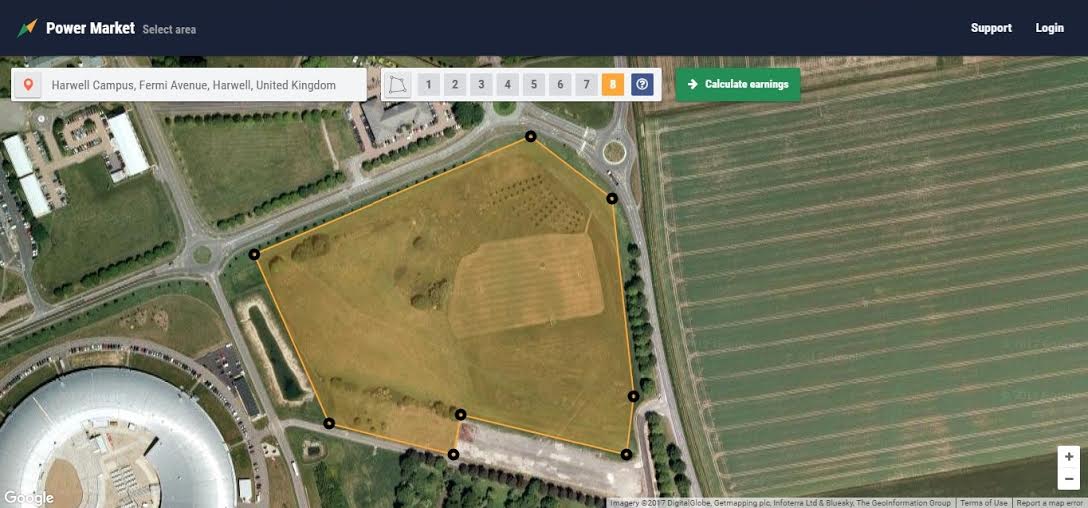 Power Market Select area
Support Login
Harwell Campus, Fermi Avenue, Harwell, United Kingdom
1 2 3 4 5 6 7 8 ?
Calculate earnings
+
−
Google
Imagery ©2017 DigitalGlobe, Getmapping plc, Infoterra Ltd & Bluesky, The GeoInformation Group
Terms of Use
Report a map error